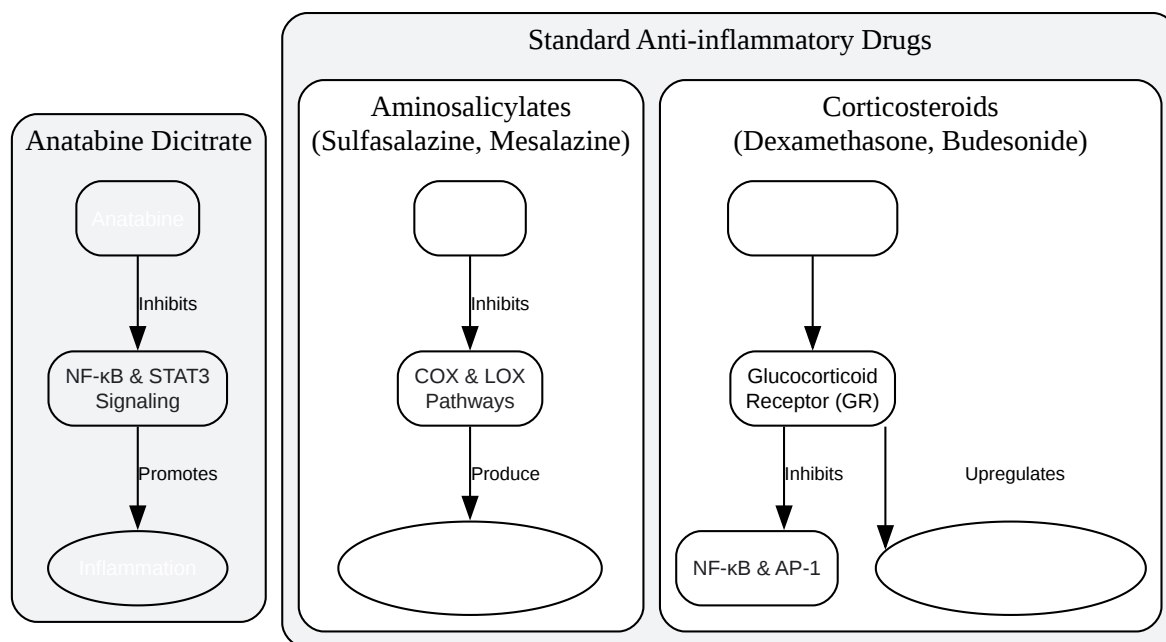 Standard Anti-inflammatory Drugs
Anatabine Dicitrate
Anatabine
Inhibits
NF-κB & STAT3
Signaling
Promotes
Inflammation
Aminosalicylates
(Sulfasalazine, Mesalazine)
Inhibits
COX & LOX
Pathways
Produce
Corticosteroids
(Dexamethasone, Budesonide)
Glucocorticoid
Receptor (GR)
Inhibits
Upregulates
NF-κB & AP-1